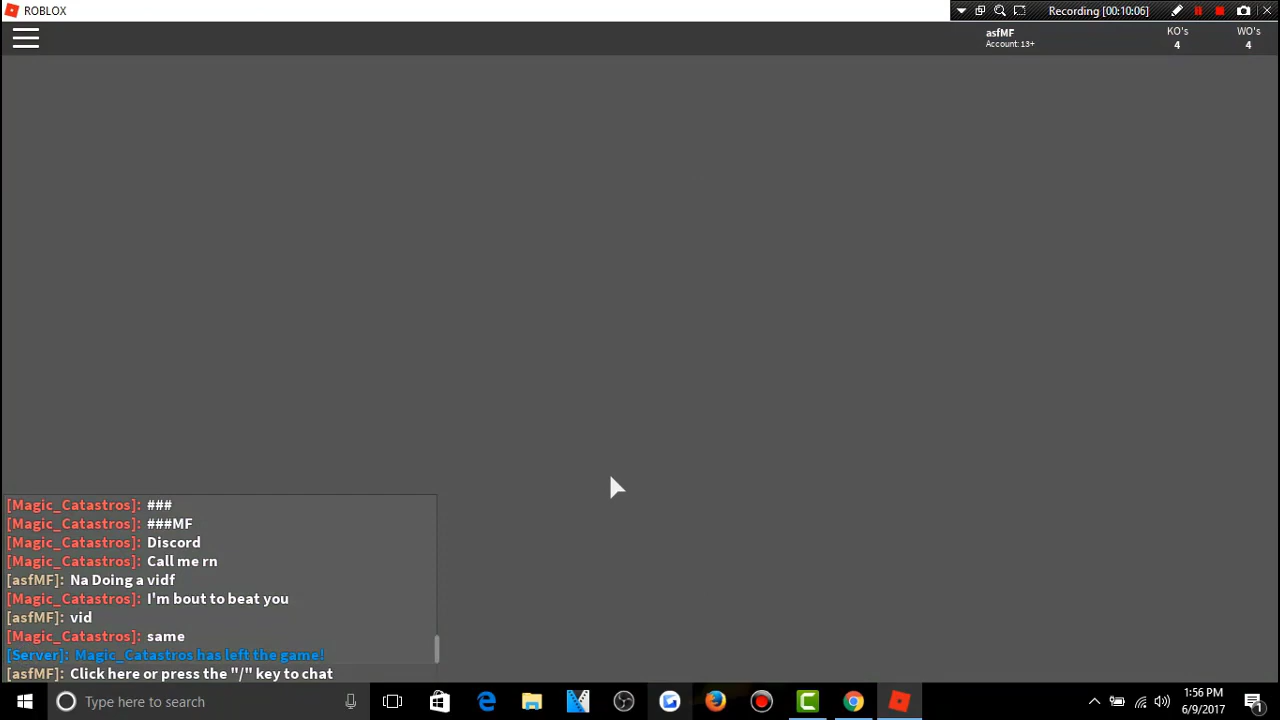 ROBLOX
Recording [00:10:06]
asfMF
Account: 13+
KO's
4
WO's
4
[Magic_Catastros]: ###
[Magic_Catastros]: ###MF
[Magic_Catastros]: Discord
[Magic_Catastros]: Call me rn
[asfMF]: Na Doing a vidf
[Magic_Catastros]: I'm bout to beat you
[asfMF]: vid
[Magic_Catastros]: same
[Server]: Magic_Catastros has left the game!
[asfMF]: Click here or press the "/" key to chat
Type here to search
1:56 PM
6/9/2017
1